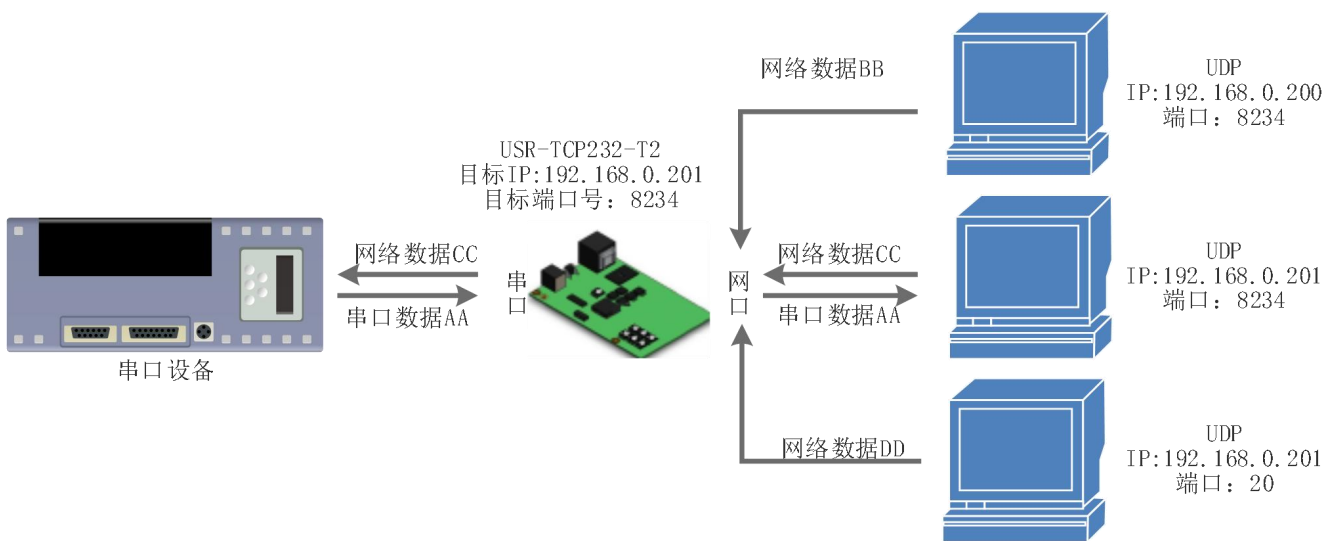 网络数据BB
UDP
IP:192.168.0.200
端口：8234
USR-TCP232-T2
目标IP:192.168.0.201
目标端口号：8234
网络数据CC
串口数据AA
串口设备
串口
网口
网络数据CC
串口数据AA
UDP
IP:192.168.0.201
端口：8234
网络数据DD
UDP
IP:192.168.0.201
端口：20